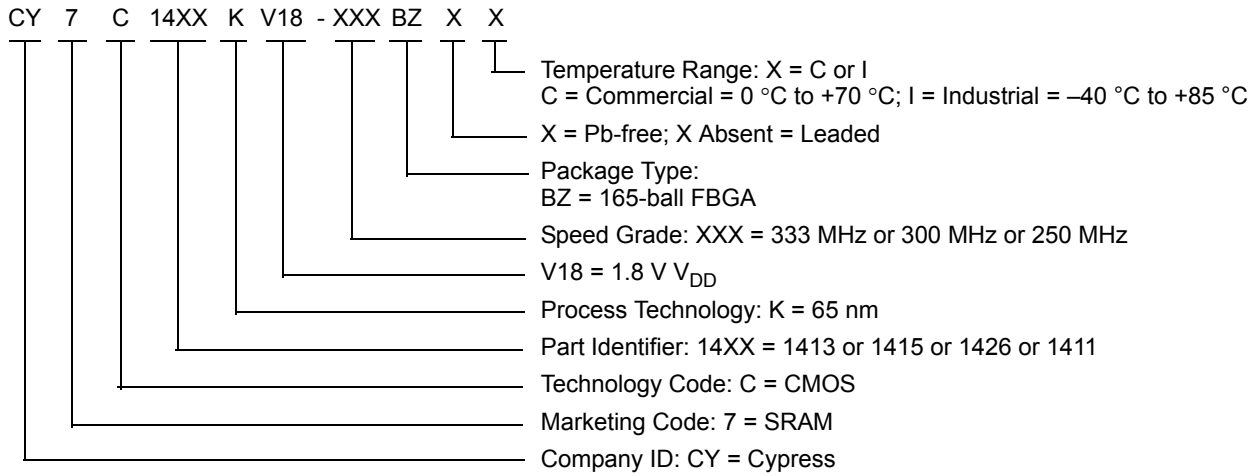 CY 7 C 14XX K V18 - XXX BZ X X
Temperature Range: X = C or I
C = Commercial = 0 °C to +70 °C; I = Industrial = –40 °C to +85 °C
X = Pb-free; X Absent = Leaded
Package Type:
BZ = 165-ball FBGA
Speed Grade: XXX = 333 MHz or 300 MHz or 250 MHz
V18 = 1.8 V VDD
Process Technology: K = 65 nm
Part Identifier: 14XX = 1413 or 1415 or 1426 or 1411
Technology Code: C = CMOS
Marketing Code: 7 = SRAM
Company ID: CY = Cypress